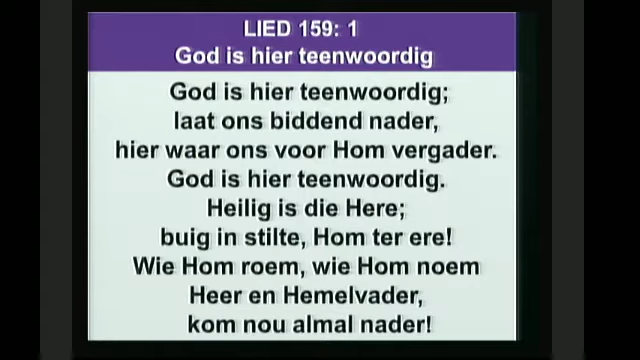 LIED 159: 1
God is hier teenwoordig
God is hier teenwoordig;
laat ons biddend nader,
hier waar ons voor Hom vergader.
God is hier teenwoordig.
Heilig is die Here;
buig in stilte, Hom ter ere!
Wie Hom roem, wie Hom noem
Heer en Hemelvader,
kom nou almal nader!